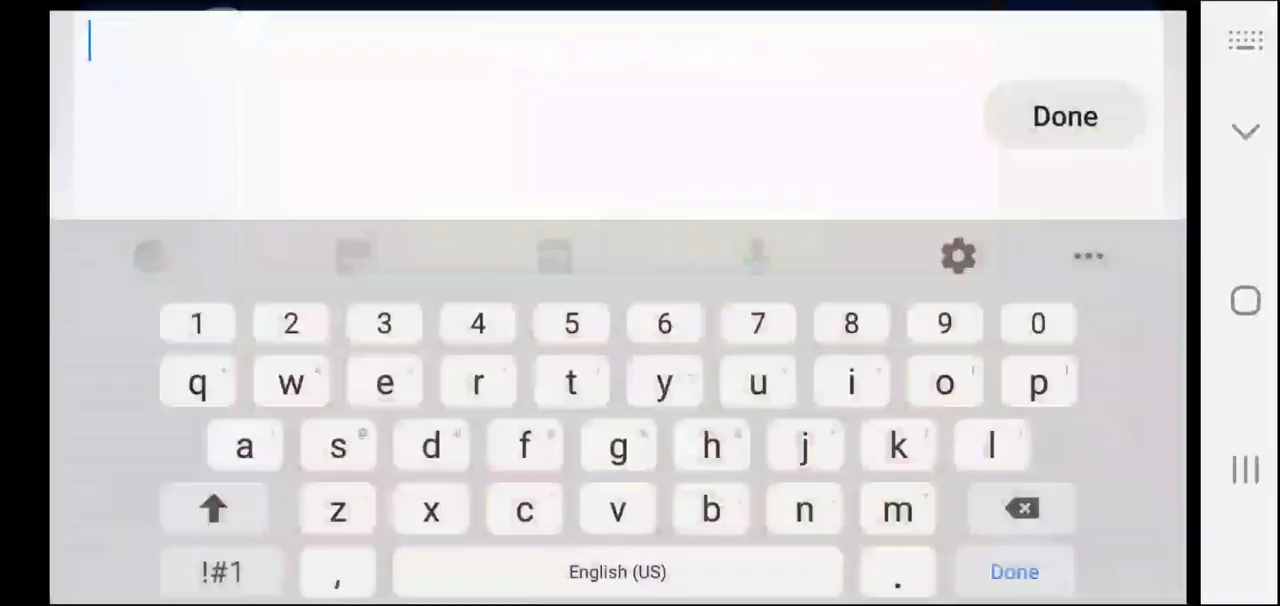 Done
1 2 3 4 5 6 7 8 9 0
q w e r t y u i o p
a s d f g h j k l
z x c v b n m
!#1 , English (US) . Done